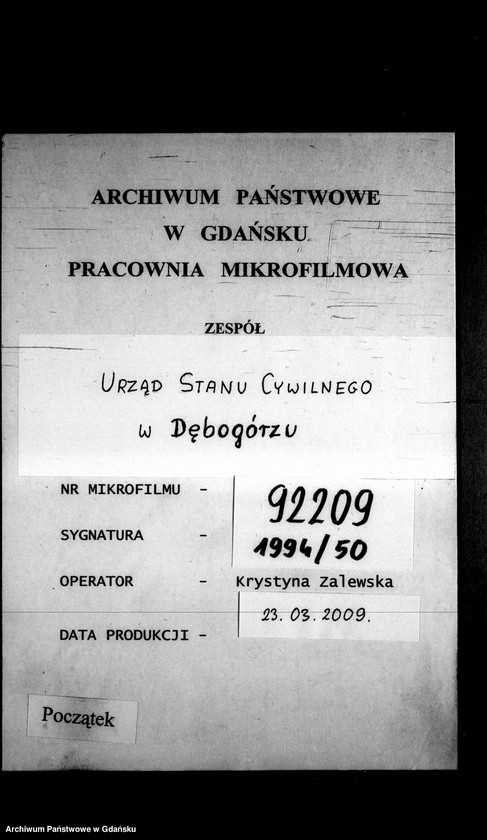 ARCHIWUM PAŃSTWOWE
W GDAŃSKU
PRACOWNIA MIKROFILMOWA
ZESPÓŁ
URZĄD STANU CYWILNEGO
W Dębogórzu
NR MIKROFILMU - 92209
SYGNATURA - 1994/50
OPERATOR - Krystyna Zalewska
DATA PRODUKCJI - 23.03.2009.
Początek
Archiwum Państwowe w Gdańsku